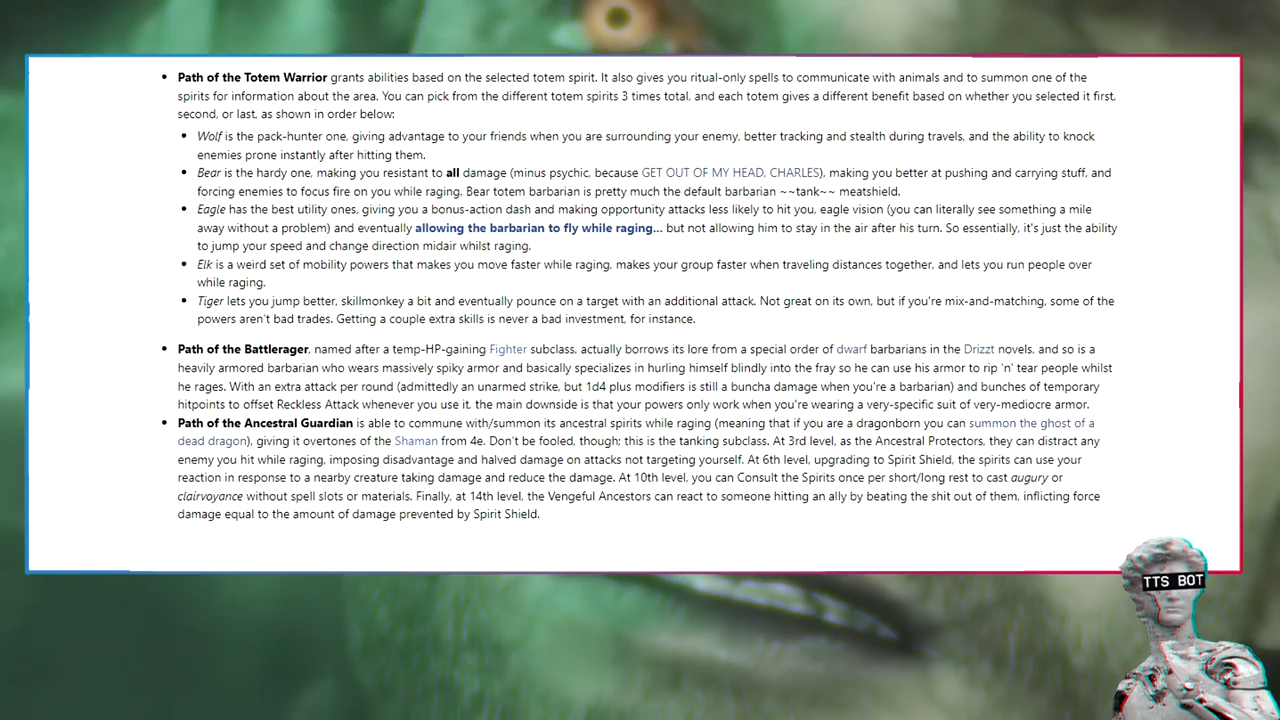 • Path of the Totem Warrior grants abilities based on the selected totem spirit. It also gives you ritual-only spells to communicate with animals and to summon one of the
spirits for information about the area. You can pick from the different totem spirits 3 times total, and each totem gives a different benefit based on whether you selected it first,
second, or last, as shown in order below:
• Wolf is the pack-hunter one, giving advantage to your friends when you are surrounding your enemy, better tracking and stealth during travels, and the ability to knock
enemies prone instantly after hitting them.
• Bear is the hardy one, making you resistant to all damage (minus psychic, because GET OUT OF MY HEAD, CHARLES), making you better at pushing and carrying stuff, and
forcing enemies to focus fire on you while raging. Bear totem barbarian is pretty much the default barbarian ~~tank~~ meatshield.
• Eagle has the best utility ones, giving you a bonus-action dash and making opportunity attacks less likely to hit you, eagle vision (you can literally see something a mile
away without a problem) and eventually allowing the barbarian to fly while raging... but not allowing him to stay in the air after his turn. So essentially, it's just the ability
to jump your speed and change direction midair whilst raging.
• Elk is a weird set of mobility powers that makes you move faster while raging, makes your group faster when traveling distances together, and lets you run people over
while raging.
• Tiger lets you jump better, skillmonkey a bit and eventually pounce on a target with an additional attack. Not great on its own, but if you're mix-and-matching, some of the
powers aren't bad trades. Getting a couple extra skills is never a bad investment, for instance.
• Path of the Battlerager, named after a temp-HP-gaining Fighter subclass, actually borrows its lore from a special order of dwarf barbarians in the Drizzt novels, and so is a
heavily armored barbarian who wears massively spiky armor and basically specializes in hurling himself blindly into the fray so he can use his armor to rip 'n' tear people whilst
he rages. With an extra attack per round (admittedly an unarmed strike, but 1d4 plus modifiers is still a buncha damage when you're a barbarian) and bunches of temporary
hitpoints to offset Reckless Attack whenever you use it, the main downside is that your powers only work when you're wearing a very-specific suit of very-mediocre armor.
• Path of the Ancestral Guardian is able to commune with/summon its ancestral spirits while raging (meaning that if you are a dragonborn you can summon the ghost of a
dead dragon), giving it overtones of the Shaman from 4e. Don't be fooled, though; this is the tanking subclass. At 3rd level, as the Ancestral Protectors, they can distract any
enemy you hit while raging, imposing disadvantage and halved damage on attacks not targeting yourself. At 6th level, upgrading to Spirit Shield, the spirits can use your
reaction in response to a nearby creature taking damage and reduce the damage. At 10th level, you can Consult the Spirits once per short/long rest to cast augury or
clairvoyance without spell slots or materials. Finally, at 14th level, the Vengeful Ancestors can react to someone hitting an ally by beating the shit out of them, inflicting force
damage equal to the amount of damage prevented by Spirit Shield.
TTS BOT